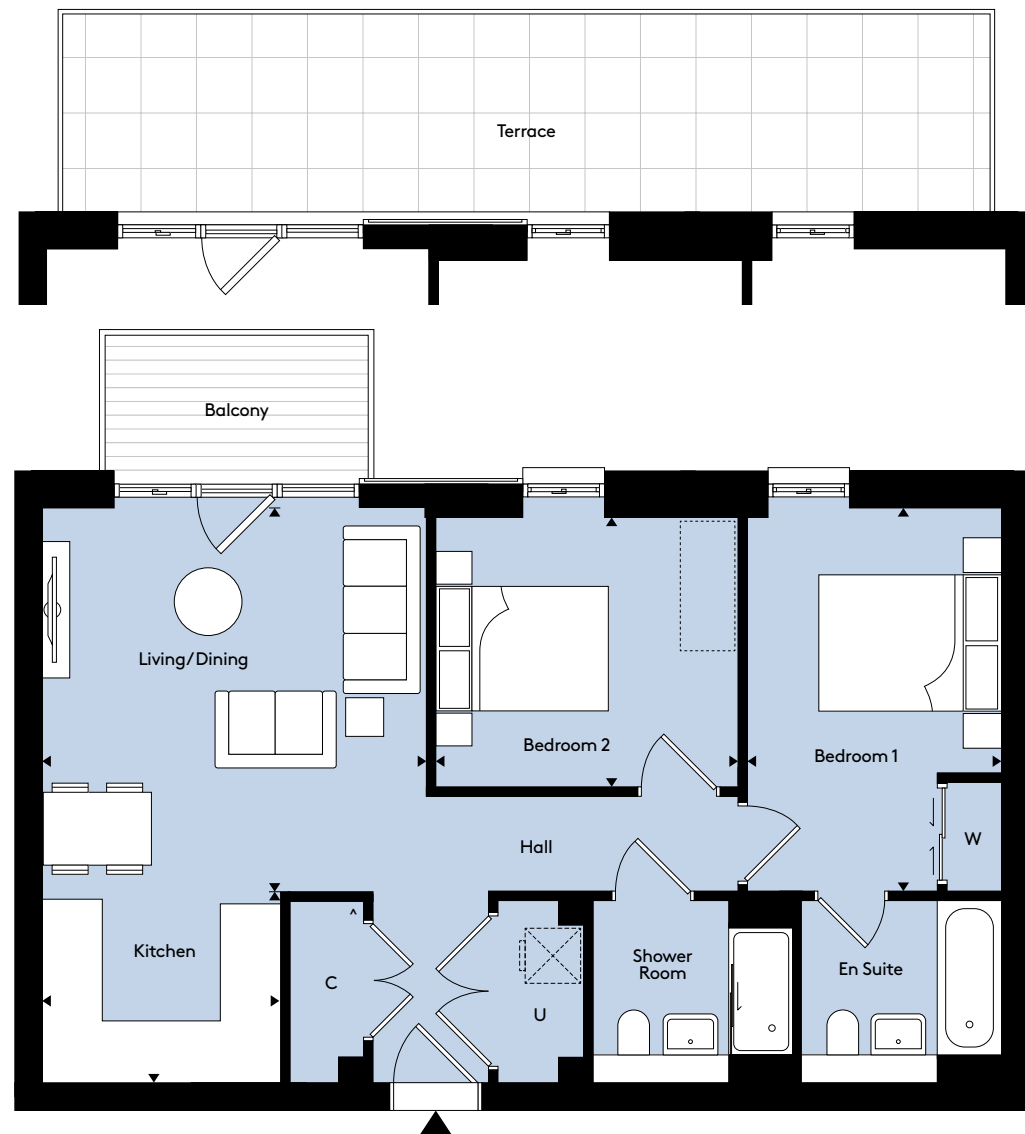 Terrace
Balcony
Living/Dining
Bedroom 2
Bedroom 1
Hall
W
Kitchen
C
U
Shower
Room
En Suite